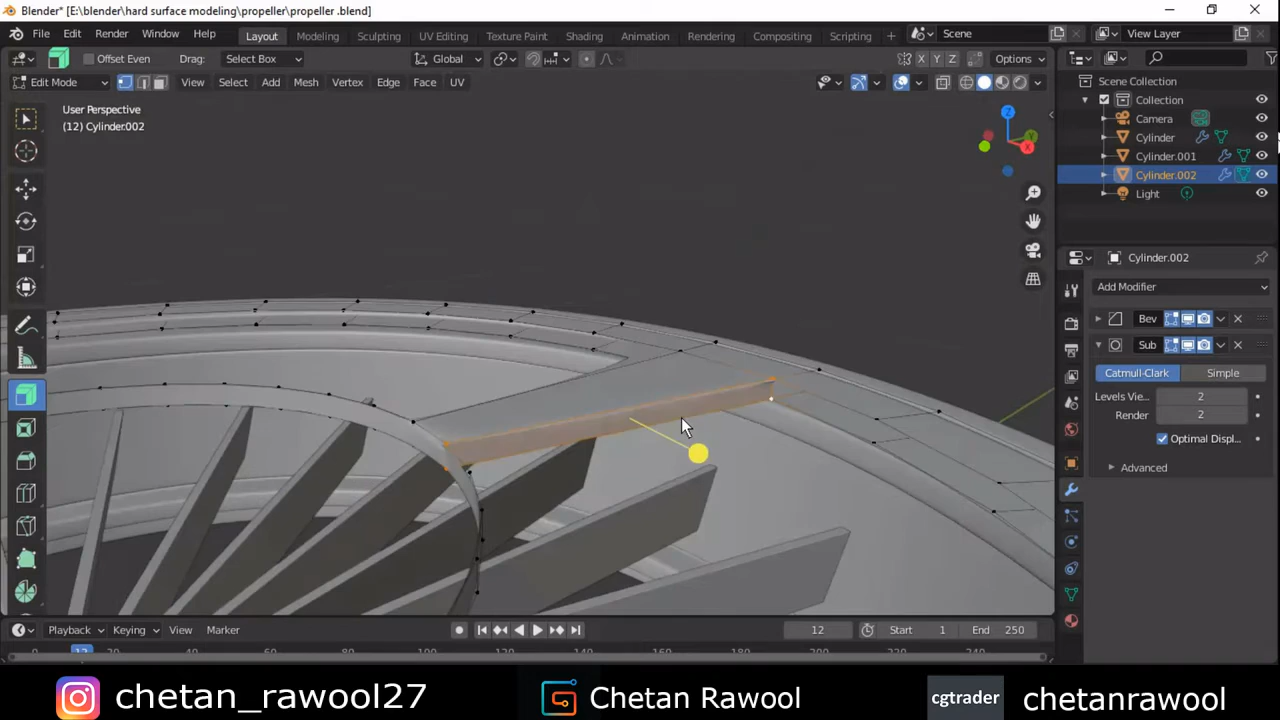 Blender* [E:\blender\hard surface modeling\propeller\propeller .blend]
File Edit Render Window Help
Layout Modeling Sculpting UV Editing Texture Paint Shading Animation Rendering Compositing Scripting +
Scene View Layer
Offset Even Drag: Select Box Global X Y Z Options
Edit Mode View Select Add Mesh Vertex Edge Face UV
User Perspective
(12) Cylinder.002
Z
Y
X
Scene Collection
Collection
Camera
Cylinder
Cylinder.001
Cylinder.002
Light
Cylinder.002
Add Modifier
Bev
Sub
Catmull-Clark Simple
Levels Vie... 2
Render 2
Optimal Displ...
Advanced
Playback Keying View Marker 12 Start 1 End 250
chetan_rawool27 Chetan Rawool cgtrader chetanrawool